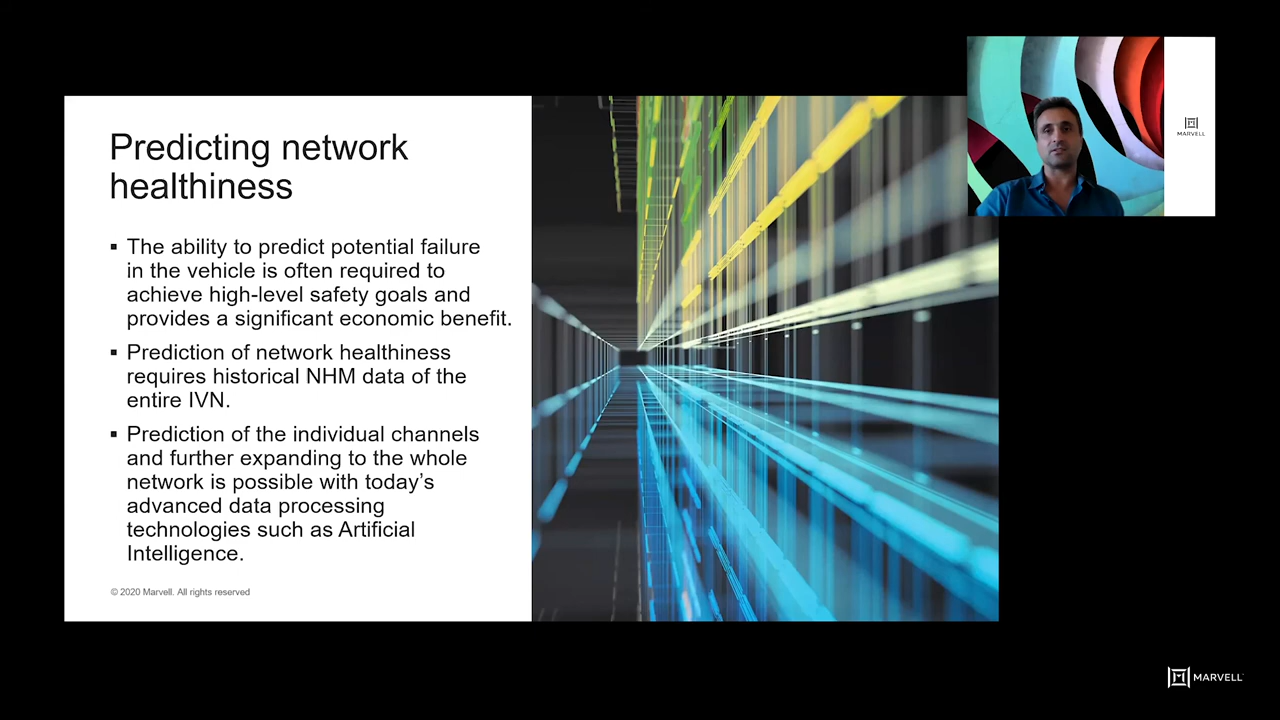 Predicting network
healthiness
▪ The ability to predict potential failure
in the vehicle is often required to
achieve high-level safety goals and
provides a significant economic benefit.
▪ Prediction of network healthiness
requires historical NHM data of the
entire IVN.
▪ Prediction of the individual channels
and further expanding to the whole
network is possible with today’s
advanced data processing
technologies such as Artificial
Intelligence.
© 2020 Marvell. All rights reserved
MARVELL
MARVELL